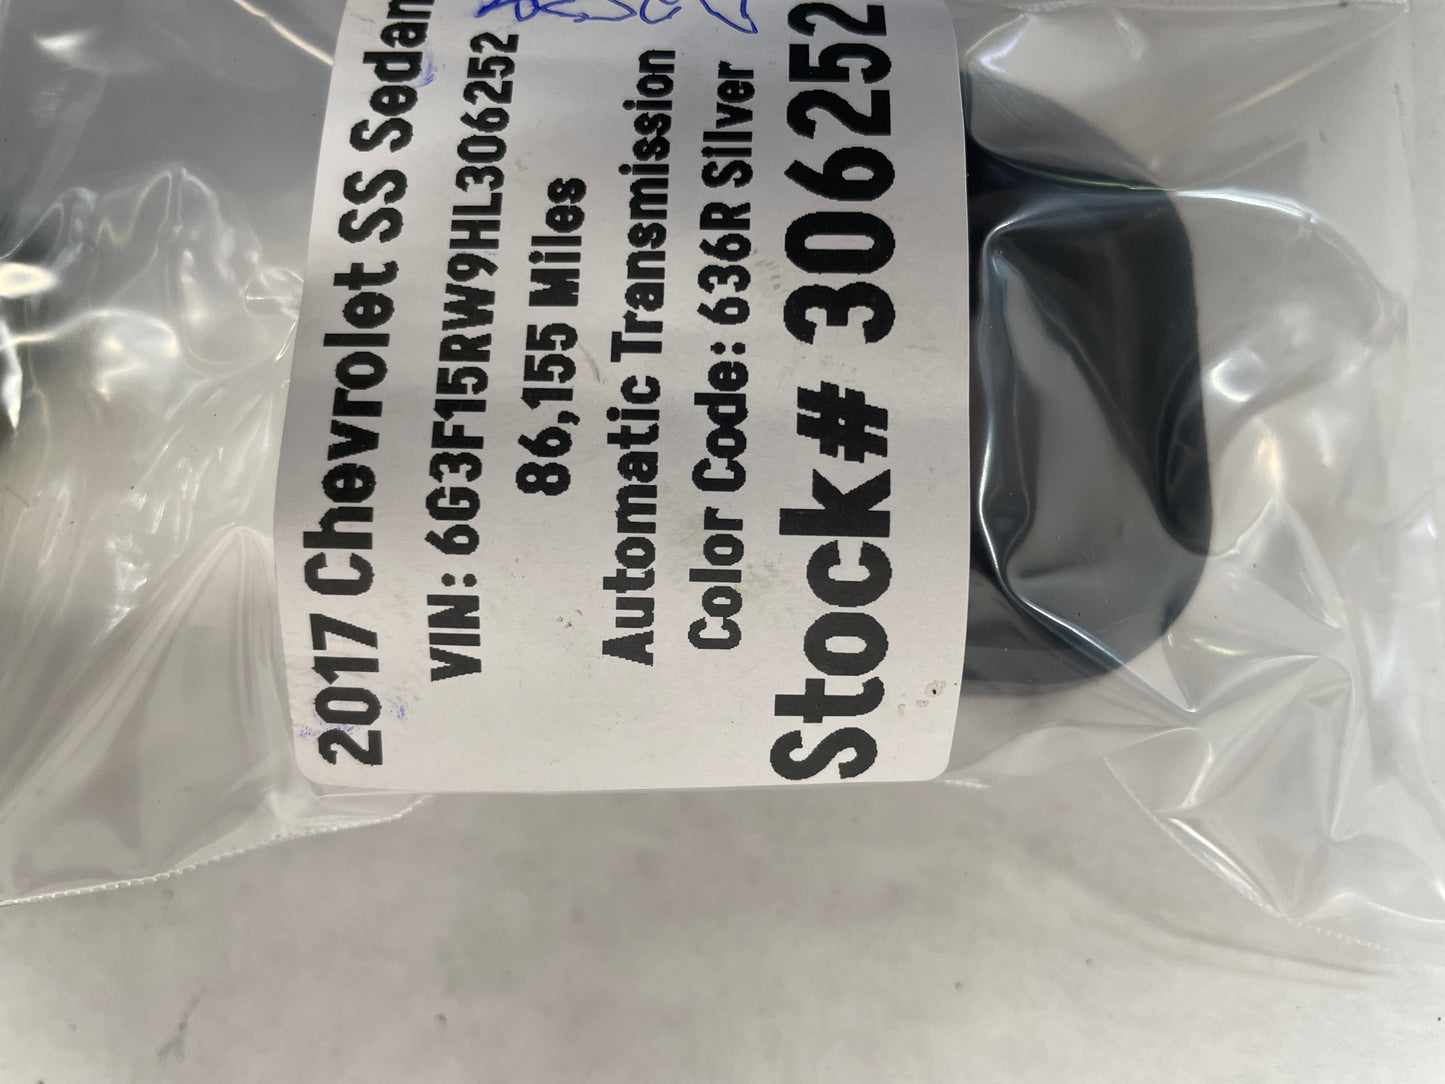 2017 Chevrolet SS Sedan
VIN: 6G3F15RW9HL306252
86,155 Miles
Automatic Transmission
Color Code: 636R Silver
Stock# 306252